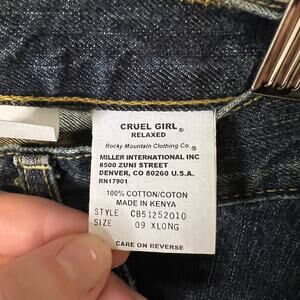 CRUEL GIRL®
RELAXED
Rocky Mountain Clothing Co.®
MILLER INTERNATIONAL INC
8500 ZUNI STREET
DENVER, CO 80260 U.S.A.
RN17901
100% COTTON/COTON
MADE IN KENYA
STYLE CB51252010
SIZE 09 XLONG
CARE ON REVERSE